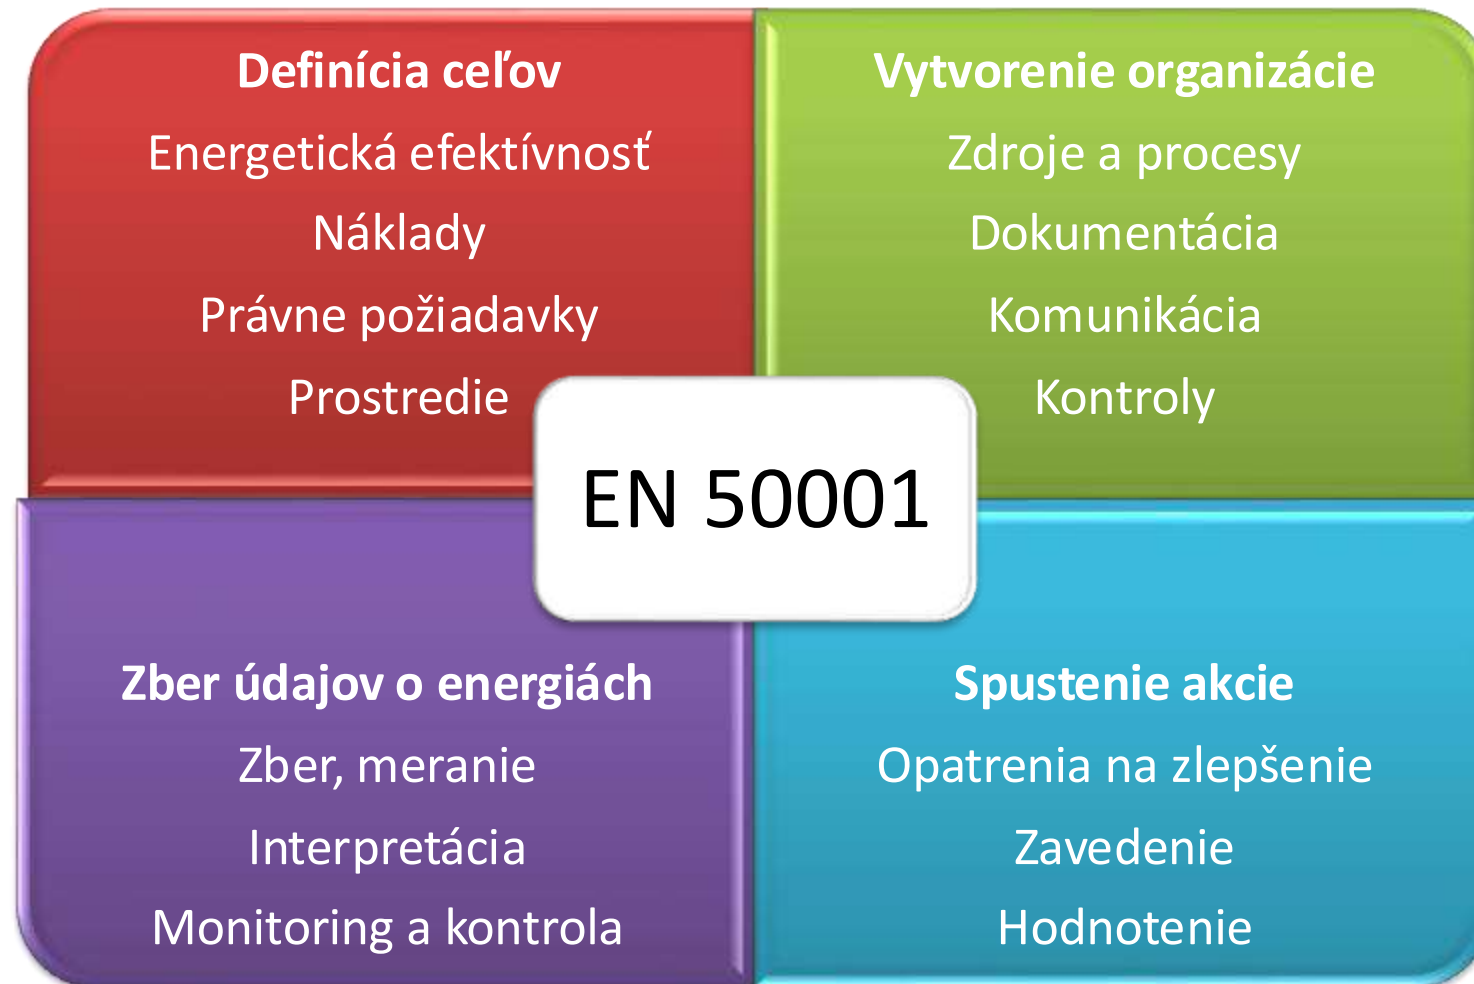 Definícia ceľov
Energetická efektívnosť
Náklady
Právne požiadavky
Prostredie
Vytvorenie organizácie
Zdroje a procesy
Dokumentácia
Komunikácia
Kontroly
EN 50001
Zber údajov o energiách
Zber, meranie
Interpretácia
Monitoring a kontrola
Spustenie akcie
Opatrenia na zlepšenie
Zavedenie
Hodnotenie